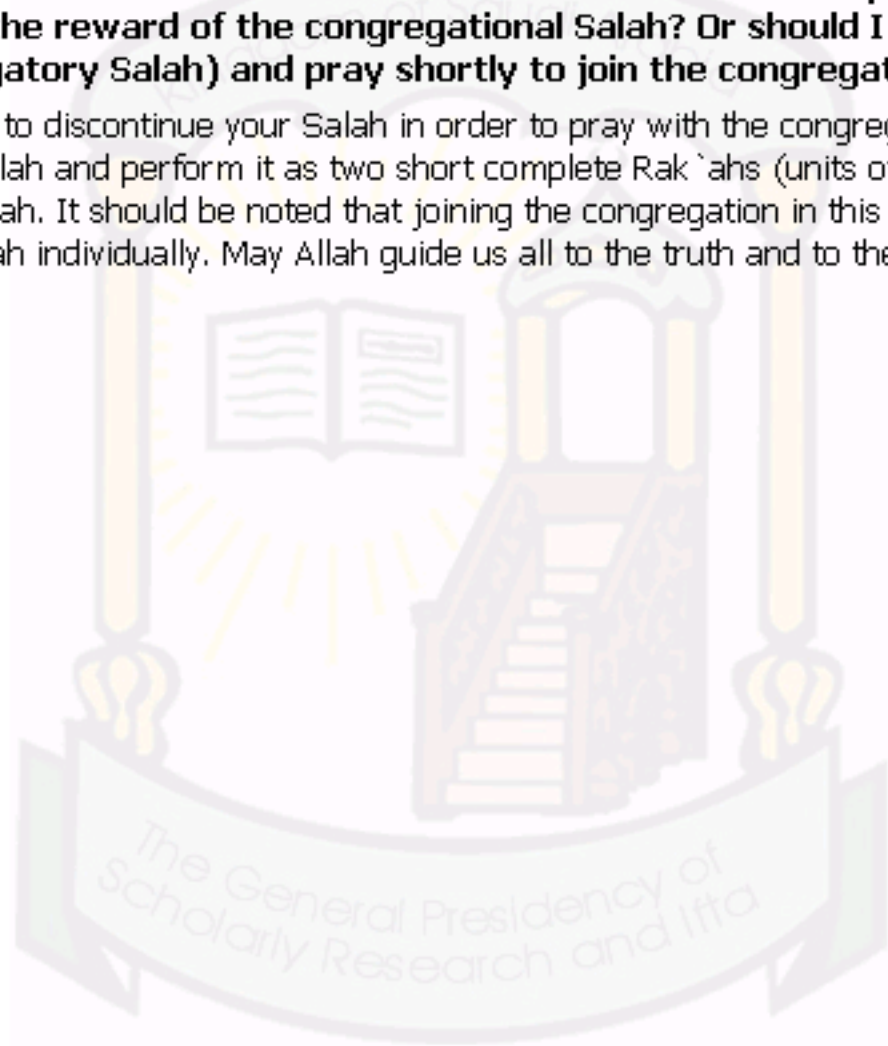 he reward of the congregational Salah? Or should I
gatory Salah) and pray shortly to join the congregat
to discontinue your Salah in order to pray with the congreg
lah and perform it as two short complete Rak`ahs (units o
ah. It should be noted that joining the congregation in this
ah individually. May Allah guide us all to the truth and to the
Kingdom of Saudi Arabia
The General Presidency of
Scholarly Research and Ifta